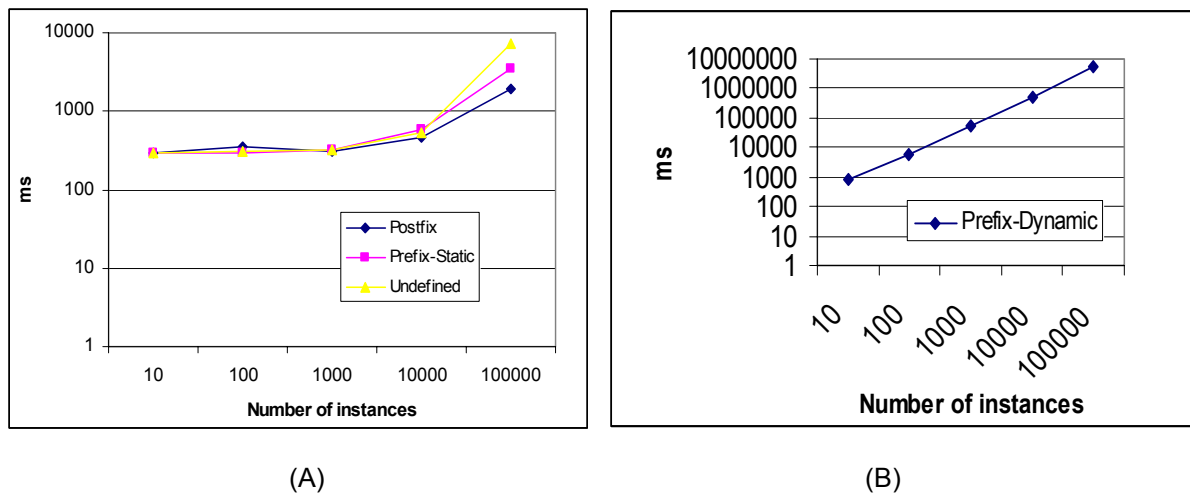 10000
1000
100
10
1
ms
Postfix
Prefix-Static
Undefined
10 100 1000 10000 100000
Number of instances
(A)
10000000
1000000
100000
10000
1000
100
10
1
ms
Prefix-Dynamic
10 100 1000 10000 100000
Number of instances
(B)